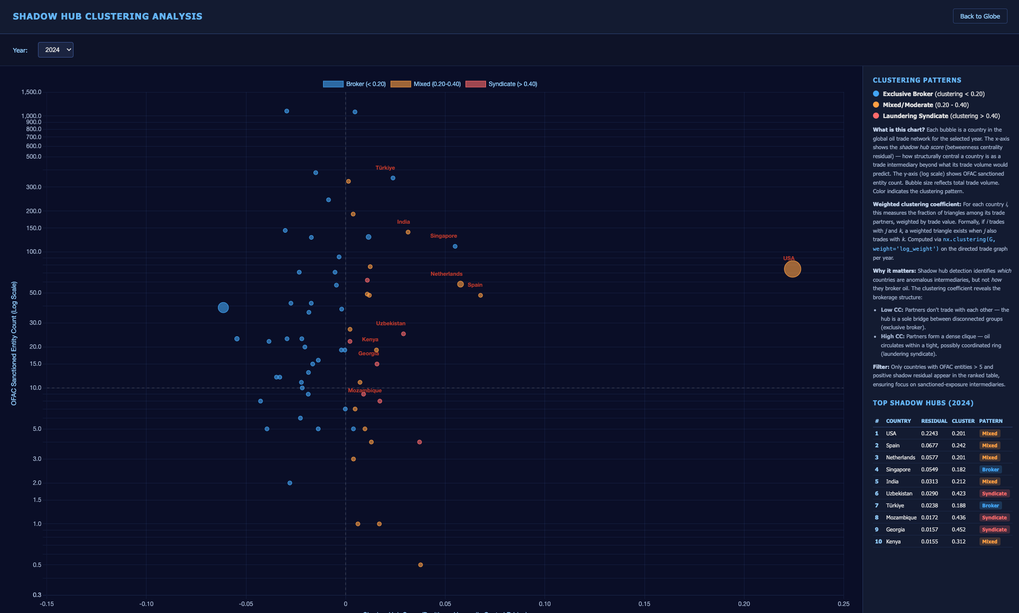 SHADOW HUB CLUSTERING ANALYSIS
Back to Globe
Year:
2024
Broker (< 0.20)
Mixed (0.20-0.40)
Syndicate (> 0.40)
OFAC Sanctioned Entity Count (Log Scale)
1,500.0
1,000.0
900.0
800.0
700.0
600.0
500.0
300.0
200.0
150.0
100.0
50.0
30.0
20.0
15.0
10.0
5.0
3.0
2.0
1.5
1.0
0.5
0.3
Türkiye
India
Singapore
USA
Netherlands
Spain
Uzbekistan
Kenya
Georgia
Mozambique
-0.15
-0.10
-0.05
0
0.05
0.10
0.15
0.20
0.25
CLUSTERING PATTERNS
Exclusive Broker (clustering < 0.20)
Mixed/Moderate (0.20 - 0.40)
Laundering Syndicate (clustering > 0.40)
What is this chart? Each bubble is a country in the
global oil trade network for the selected year. The x-axis
shows the shadow hub score (betweenness centrality
residual) — how structurally central a country is as a
trade intermediary beyond what its trade volume would
predict. The y-axis (log scale) shows OFAC sanctioned
entity count. Bubble size reflects total trade volume.
Color indicates the clustering pattern.
Weighted clustering coefficient: For each country i,
this measures the fraction of triangles among its trade
partners, weighted by trade value. Formally, if i trades
with j and k, a weighted triangle exists when j also
trades with k. Computed via nx.clustering(G,
weight='log_weight') on the directed trade graph
per year.
Why it matters: Shadow hub detection identifies which
countries are anomalous intermediaries, but not how
they broker oil. The clustering coefficient reveals the
brokerage structure:
• Low CC: Partners don't trade with each other — the
hub is a sole bridge between disconnected groups
(exclusive broker).
• High CC: Partners form a dense clique — oil
circulates within a tight, possibly coordinated ring
(laundering syndicate).
Filter: Only countries with OFAC entities > 5 and
positive shadow residual appear in the ranked table,
ensuring focus on sanctioned-exposure intermediaries.
TOP SHADOW HUBS (2024)
# COUNTRY RESIDUAL CLUSTER PATTERN
1 USA 0.2243 0.201 Mixed
2 Spain 0.0677 0.242 Mixed
3 Netherlands 0.0577 0.201 Mixed
4 Singapore 0.0549 0.182 Broker
5 India 0.0313 0.212 Mixed
6 Uzbekistan 0.0290 0.423 Syndicate
7 Türkiye 0.0238 0.188 Broker
8 Mozambique 0.0172 0.436 Syndicate
9 Georgia 0.0157 0.452 Syndicate
10 Kenya 0.0155 0.312 Mixed